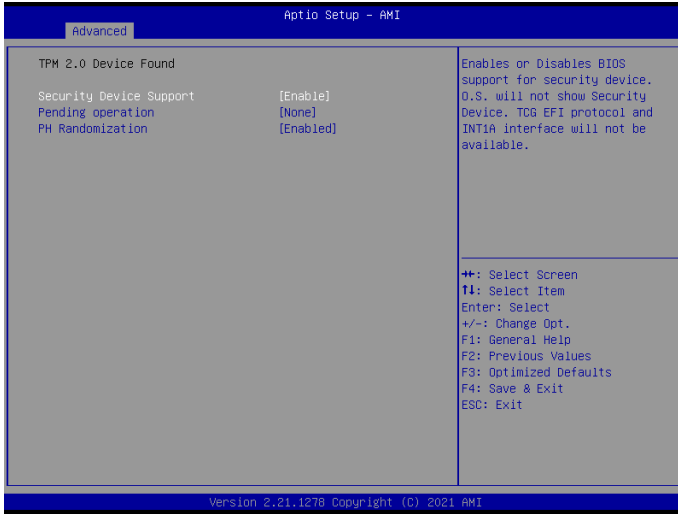 Aptio Setup – AMI
Advanced
TPM 2.0 Device Found
Security Device Support [Enable]
Pending operation [None]
PH Randomization [Enabled]
Enables or Disables BIOS
support for security device.
O.S. will not show Security
Device. TCG EFI protocol and
INT1A interface will not be
available.
→←: Select Screen
↑↓: Select Item
Enter: Select
+/-: Change Opt.
F1: General Help
F2: Previous Values
F3: Optimized Defaults
F4: Save & Exit
ESC: Exit
Version 2.21.1278 Copyright (C) 2021 AMI